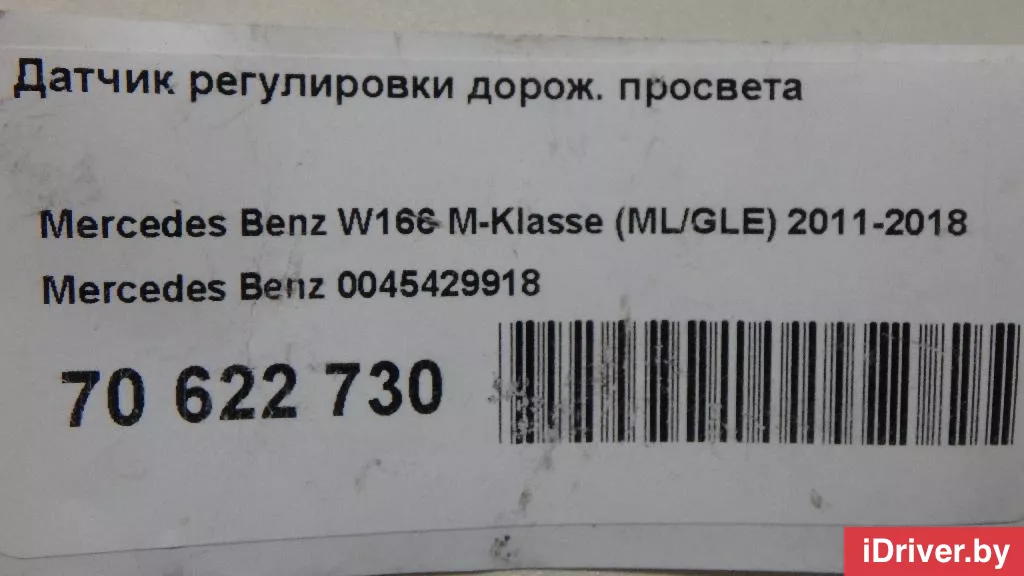 Датчик регулировки дорож. просвета
Mercedes Benz W166 M-Klasse (ML/GLE) 2011-2018
Mercedes Benz 0045429918
70 622 730
iDriver.by